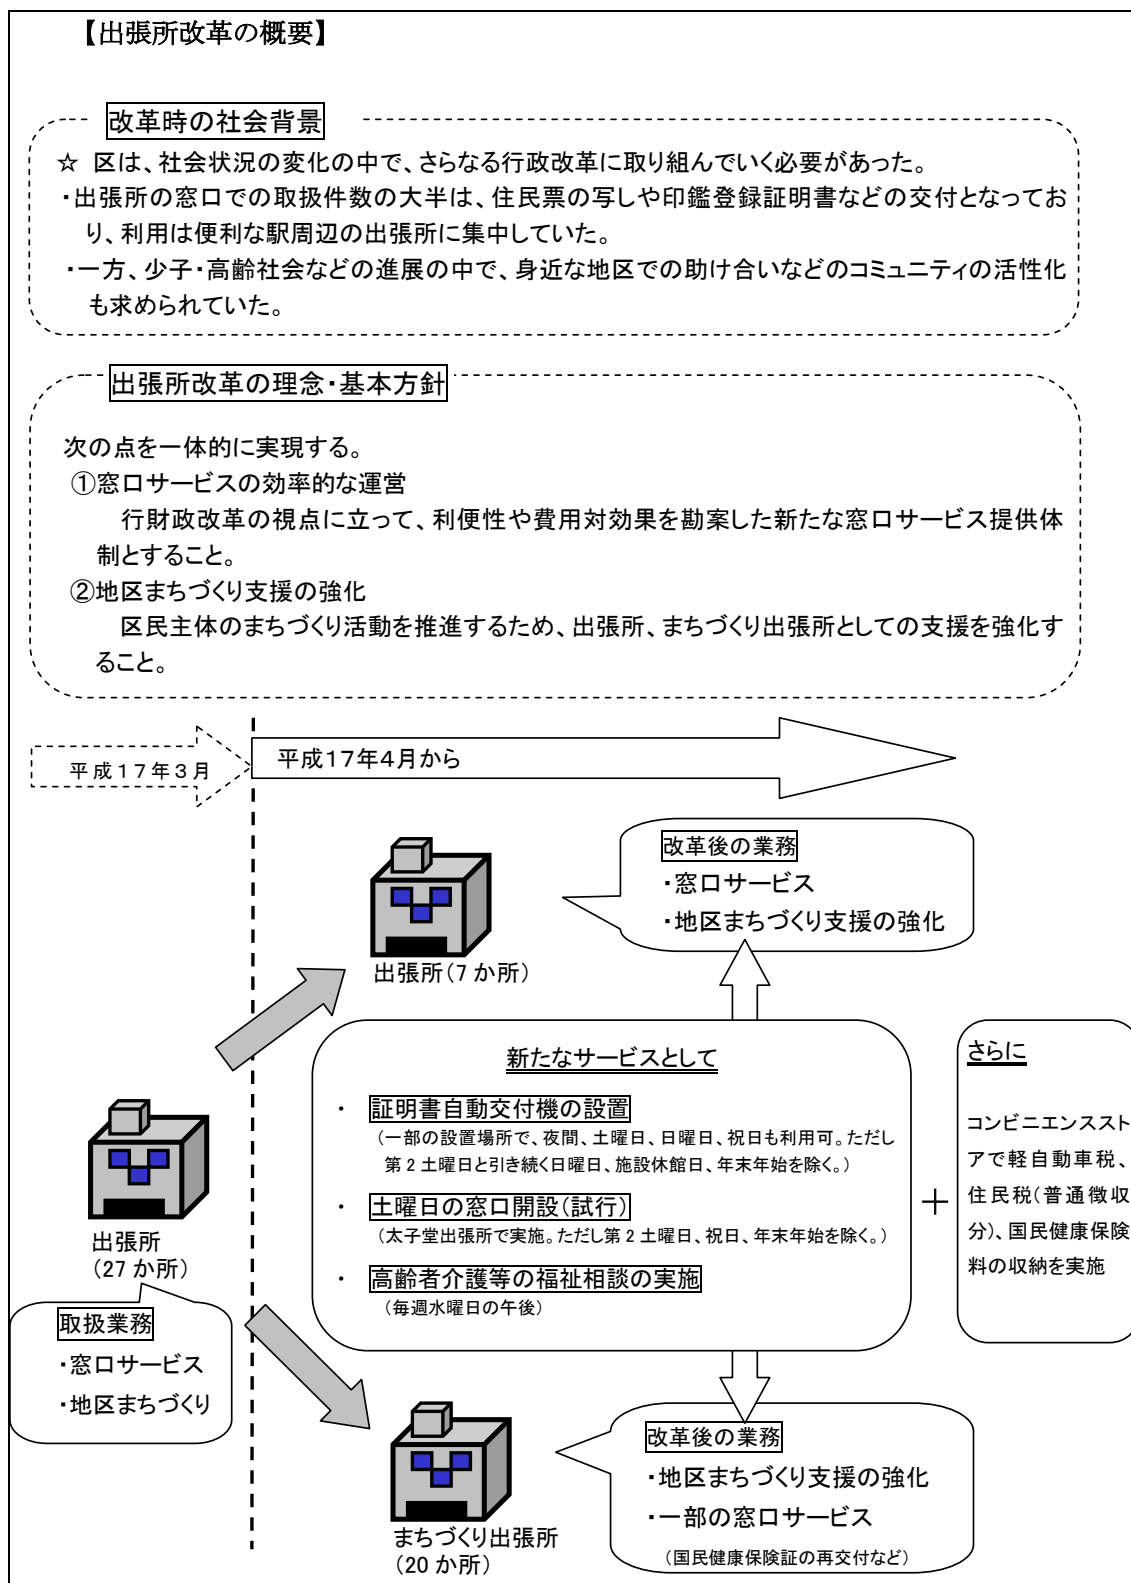 【出張所改革の概要】
改革時の社会背景
☆ 区は、社会状況の変化の中で、さらなる行政改革に取り組んでいく必要があった。
・出張所の窓口での取扱件数の大半は、住民票の写しや印鑑登録証明書などの交付となってお
り、利用は便利な駅周辺の出張所に集中していた。
・一方、少子・高齢社会などの進展の中で、身近な地区での助け合いなどのコミュニティの活性化
も求められていた。
出張所改革の理念・基本方針
次の点を一体的に実現する。
①窓口サービスの効率的な運営
行財政改革の視点に立って、利便性や費用対効果を勘案した新たな窓口サービス提供体
制とすること。
②地区まちづくり支援の強化
区民主体のまちづくり活動を推進するため、出張所、まちづくり出張所としての支援を強化す
ること。
平成17年3月
平成17年4月から
改革後の業務
・窓口サービス
・地区まちづくり支援の強化
出張所(7か所)
新たなサービスとして
・ 証明書自動交付機の設置
(一部の設置場所で、夜間、土曜日、日曜日、祝日も利用可。ただし
第2土曜日と引き続く日曜日、施設休館日、年末年始を除く。)
・ 土曜日の窓口開設(試行)
(太子堂出張所で実施。ただし第2土曜日、祝日、年末年始を除く。)
・ 高齢者介護等の福祉相談の実施
(毎週水曜日の午後)
+
さらに
コンビニエンススト
アで軽自動車税、
住民税(普通徴収
分)、国民健康保険
料の収納を実施
出張所
(27か所)
取扱業務
・窓口サービス
・地区まちづくり
まちづくり出張所
(20か所)
改革後の業務
・地区まちづくり支援の強化
・一部の窓口サービス
(国民健康保険証の再交付など)